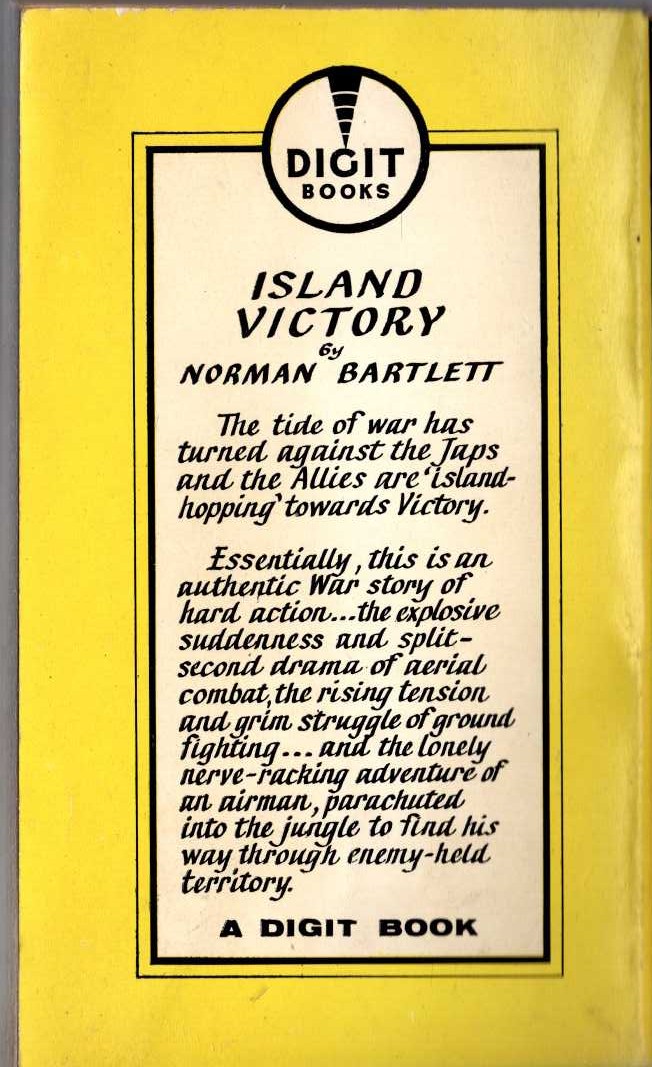 DIGIT
BOOKS
ISLAND
VICTORY
By
NORMAN BARTLETT
The tide of war has
turned against the Japs
and the Allies are 'island-
hopping' towards Victory.
Essentially, this is an
authentic War story of
hard action...the explosive
suddenness and split-
second drama of aerial
combat, the rising tension
and grim struggle of ground
fighting... and the lonely
nerve-racking adventure of
an airman, parachuted
into the jungle to find his
way through enemy-held
territory.
A DIGIT BOOK